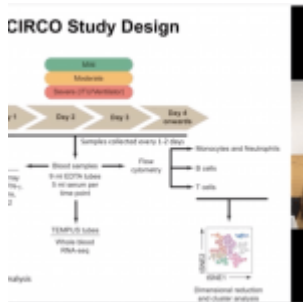 CIRCO Study Design
Mild
Moderate
Severe
Day 2
Day 3
Day 4
onwards
Samples collected every 1-2 days
Blood samples
9 ml EDTA tubes
5 ml serum per
time point
Flow
cytometry
Monocytes and Neutrophils
B cells
T cells
TEMPUS tubes
Whole blood
RNA-seq
tSNE2
tSNE1
Dimensional reduction
and cluster analysis